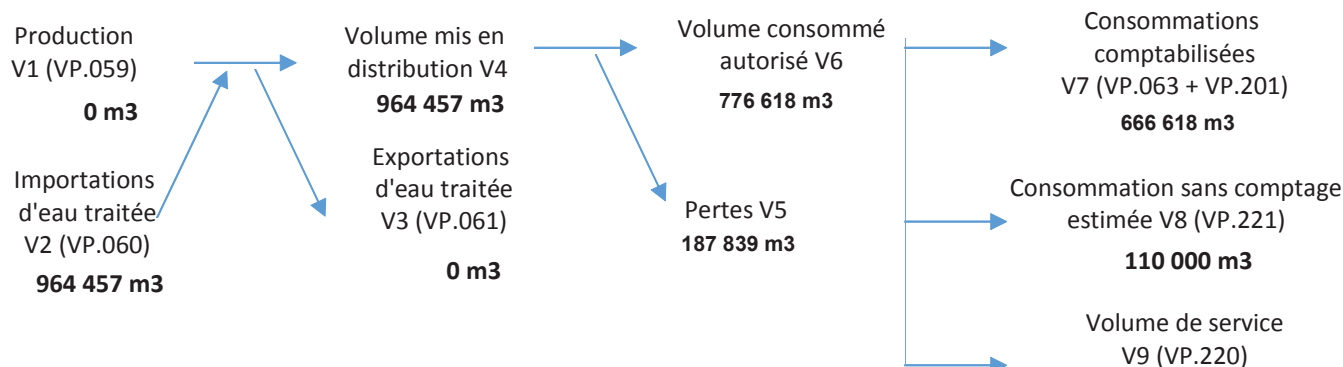 Production
V1 (VP.059)
0 m3
Importations
d'eau traitée
V2 (VP.060)
964 457 m3
Volume mis en
distribution V4
964 457 m3
Exportations
d'eau traitée
V3 (VP.061)
0 m3
Volume consommé
autorisé V6
776 618 m3
Pertes V5
187 839 m3
Consommations
comptabilisées
V7 (VP.063 + VP.201)
666 618 m3
Consommation sans comptage
estimée V8 (VP.221)
110 000 m3
Volume de service
V9 (VP.220)